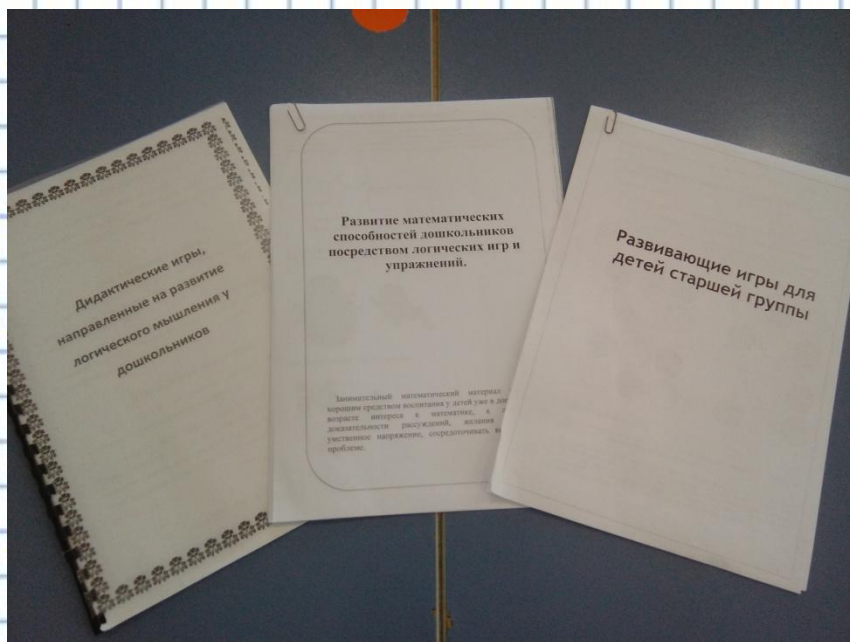 Дидактические игры,
направленные на развитие
логического мышления у
дошкольников
Развитие математических
способностей дошкольников
посредством логических игр и
упражнений.
Занимательный математический материал
хорошим средством воспитания у детей уже в
возрасте интереса к математике, к
доказательности рассуждений, желания
умственное напряжение, сосредоточивать
проблеме.
Развивающие игры для
детей старшей группы